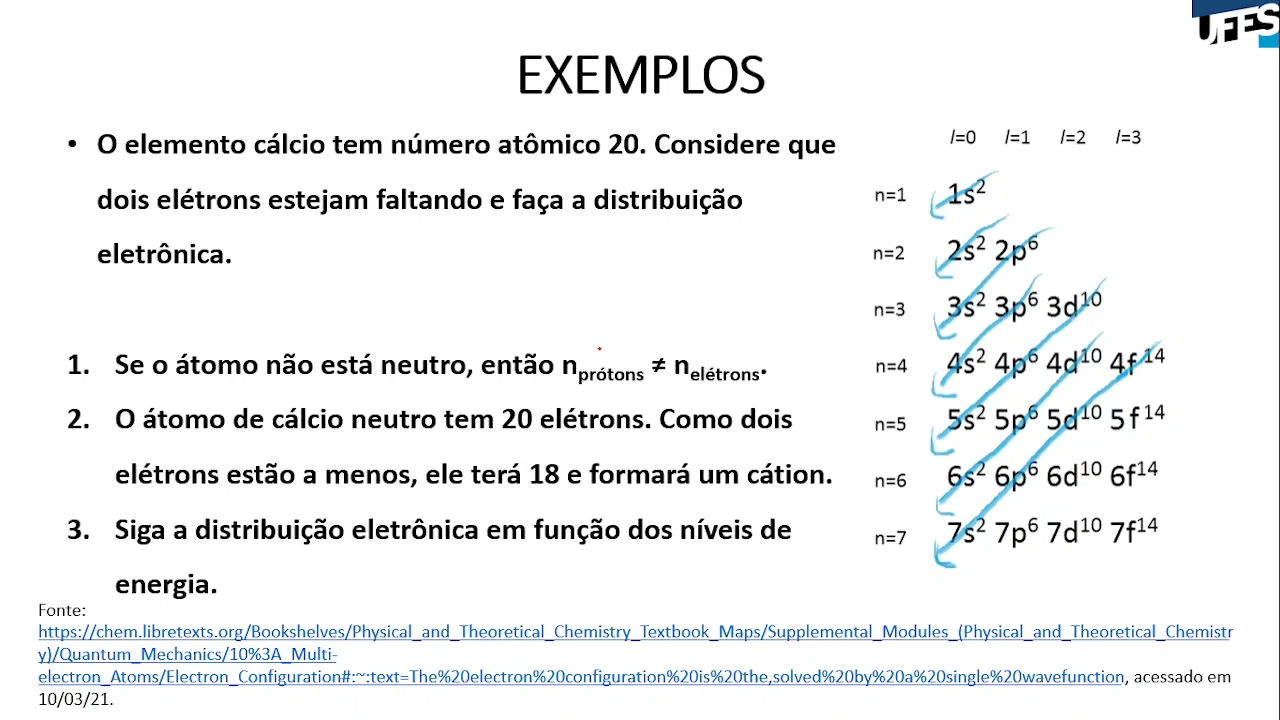 UFES
EXEMPLOS
• O elemento cálcio tem número atômico 20. Considere que
dois elétrons estejam faltando e faça a distribuição
eletrônica.
1. Se o átomo não está neutro, então nprótons ≠ nelétrons.
2. O átomo de cálcio neutro tem 20 elétrons. Como dois
elétrons estão a menos, ele terá 18 e formará um cátion.
3. Siga a distribuição eletrônica em função dos níveis de
energia.
l=0 l=1 l=2 l=3
n=1 1s²
n=2 2s² 2p⁶
n=3 3s² 3p⁶ 3d¹⁰
n=4 4s² 4p⁶ 4d¹⁰ 4f¹⁴
n=5 5s² 5p⁶ 5d¹⁰ 5f¹⁴
n=6 6s² 6p⁶ 6d¹⁰ 6f¹⁴
n=7 7s² 7p⁶ 7d¹⁰ 7f¹⁴
Fonte:
https://chem.libretexts.org/Bookshelves/Physical_and_Theoretical_Chemistry_Textbook_Maps/Supplemental_Modules_(Physical_and_Theoretical_Chemistr
y)/Quantum_Mechanics/10%3A_Multi-
electron_Atoms/Electron_Configuration#:~:text=The%20electron%20configuration%20is%20the,solved%20by%20a%20single%20wavefunction, acessado em
10/03/21.